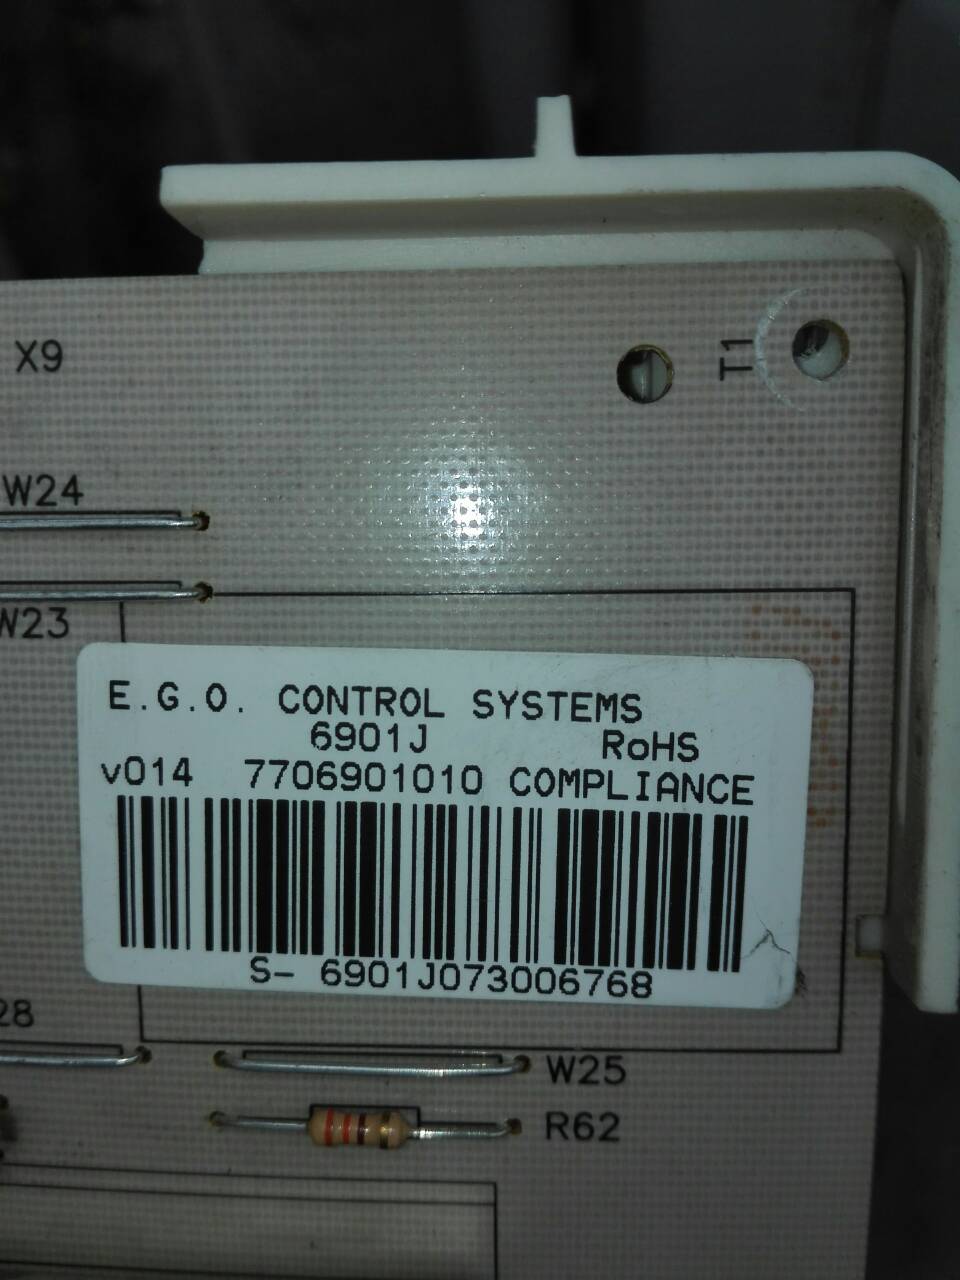 X9
T1
W24
W23
E.G.O. CONTROL SYSTEMS
6901J RoHS
v014 7706901010 COMPLIANCE
S- 6901J073006768
28
W25
R62